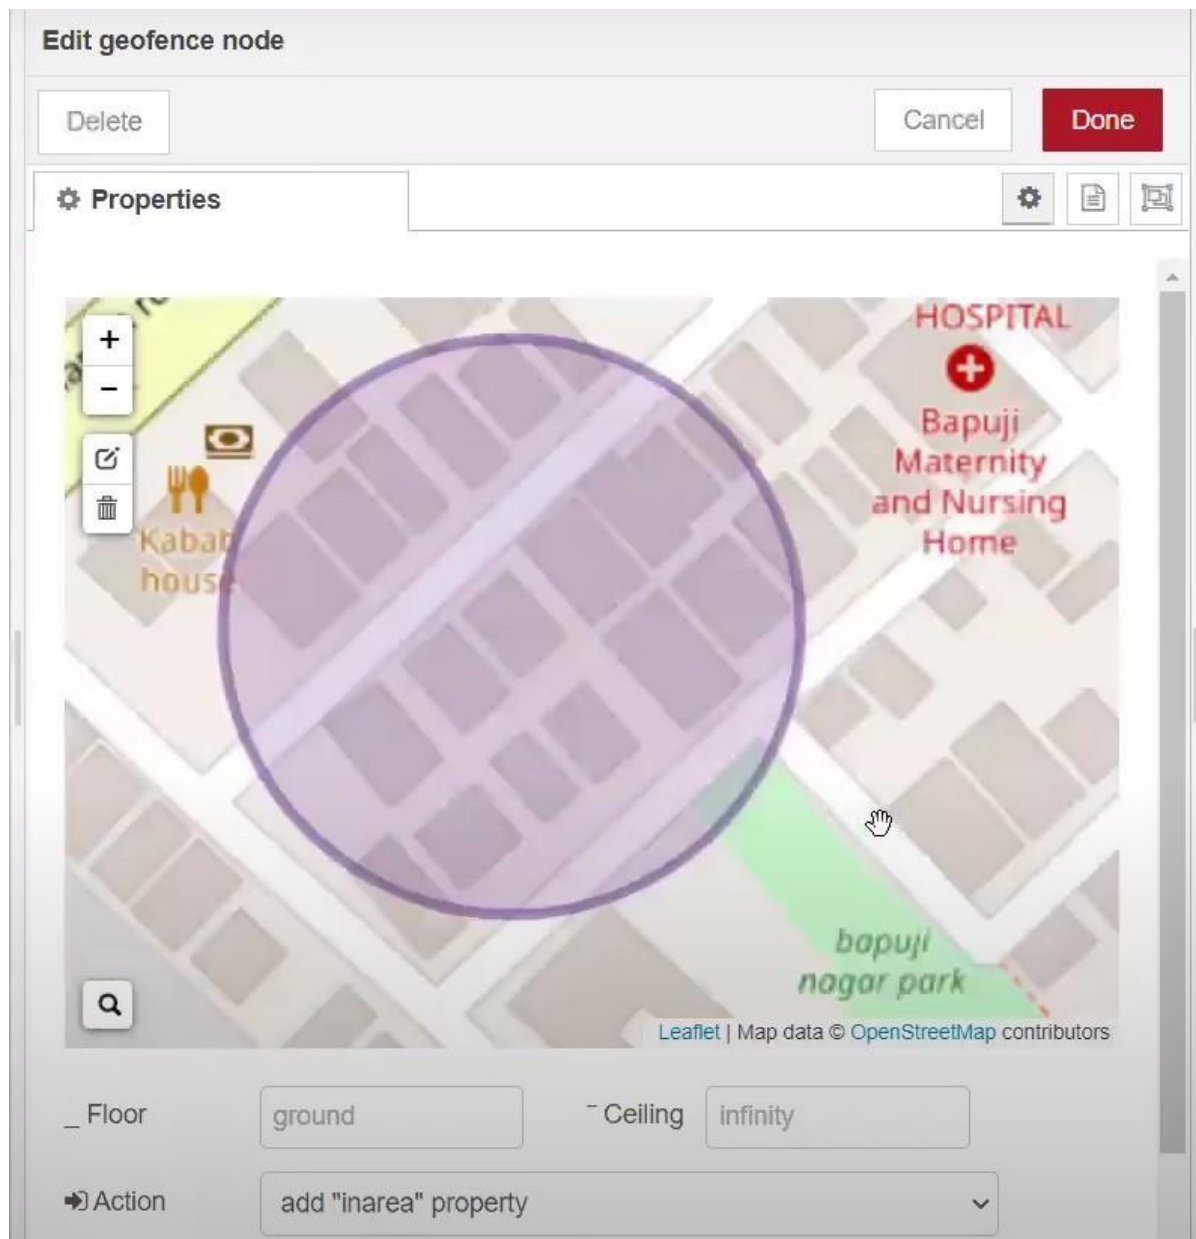 Edit geofence node
Delete
Cancel
Done
Properties
+
−
HOSPITAL
Bapuji
Maternity
and Nursing
Home
Kabab
house
bapuji
nagar park
Leaflet | Map data © OpenStreetMap contributors
_ Floor
ground
‾ Ceiling
infinity
Action
add "inarea" property